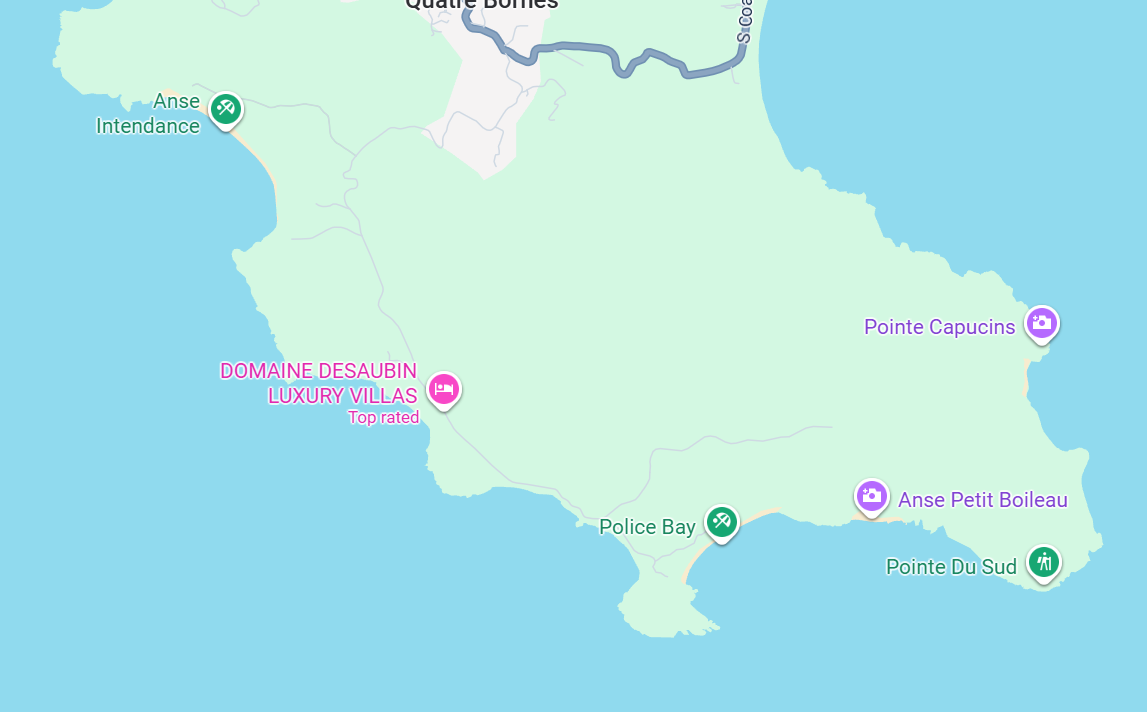 Quatre Bornes
S Coa
Anse
Intendance
Pointe Capucins
DOMAINE DESAUBIN
LUXURY VILLAS
Top rated
Anse Petit Boileau
Police Bay
Pointe Du Sud